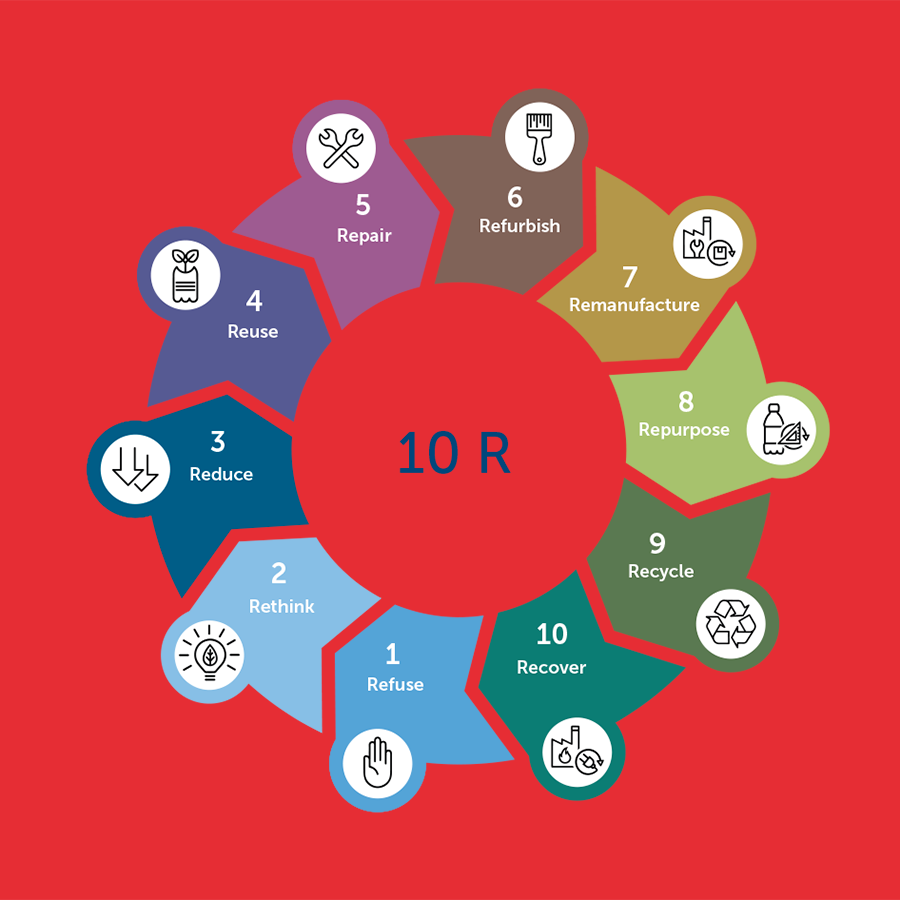 10 R
1
Refuse
2
Rethink
3
Reduce
4
Reuse
5
Repair
6
Refurbish
7
Remanufacture
8
Repurpose
9
Recycle
10
Recover